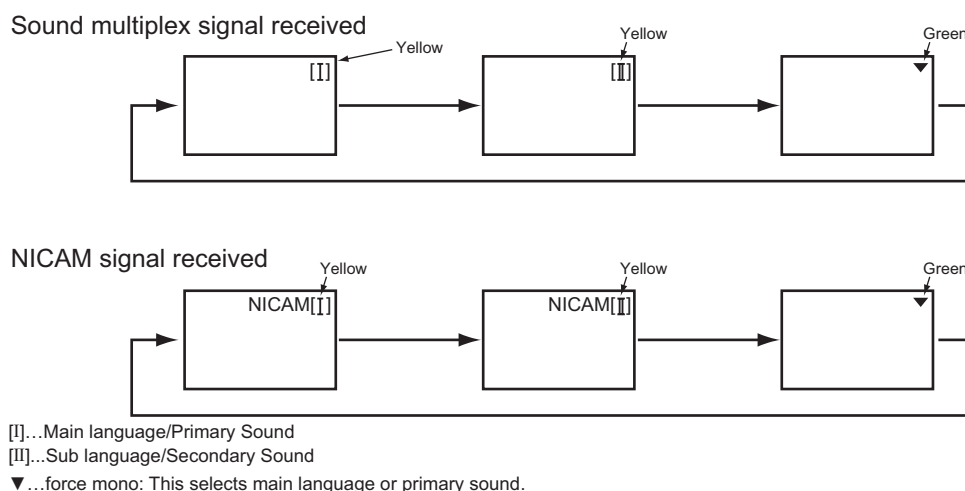 Sound multiplex signal received
Yellow
Yellow
Green
[I]
[II]
▼
NICAM signal received
Yellow
Yellow
Green
NICAM[I]
NICAM[II]
▼
[I]…Main language/Primary Sound
[II]...Sub language/Secondary Sound
▼…force mono: This selects main language or primary sound.